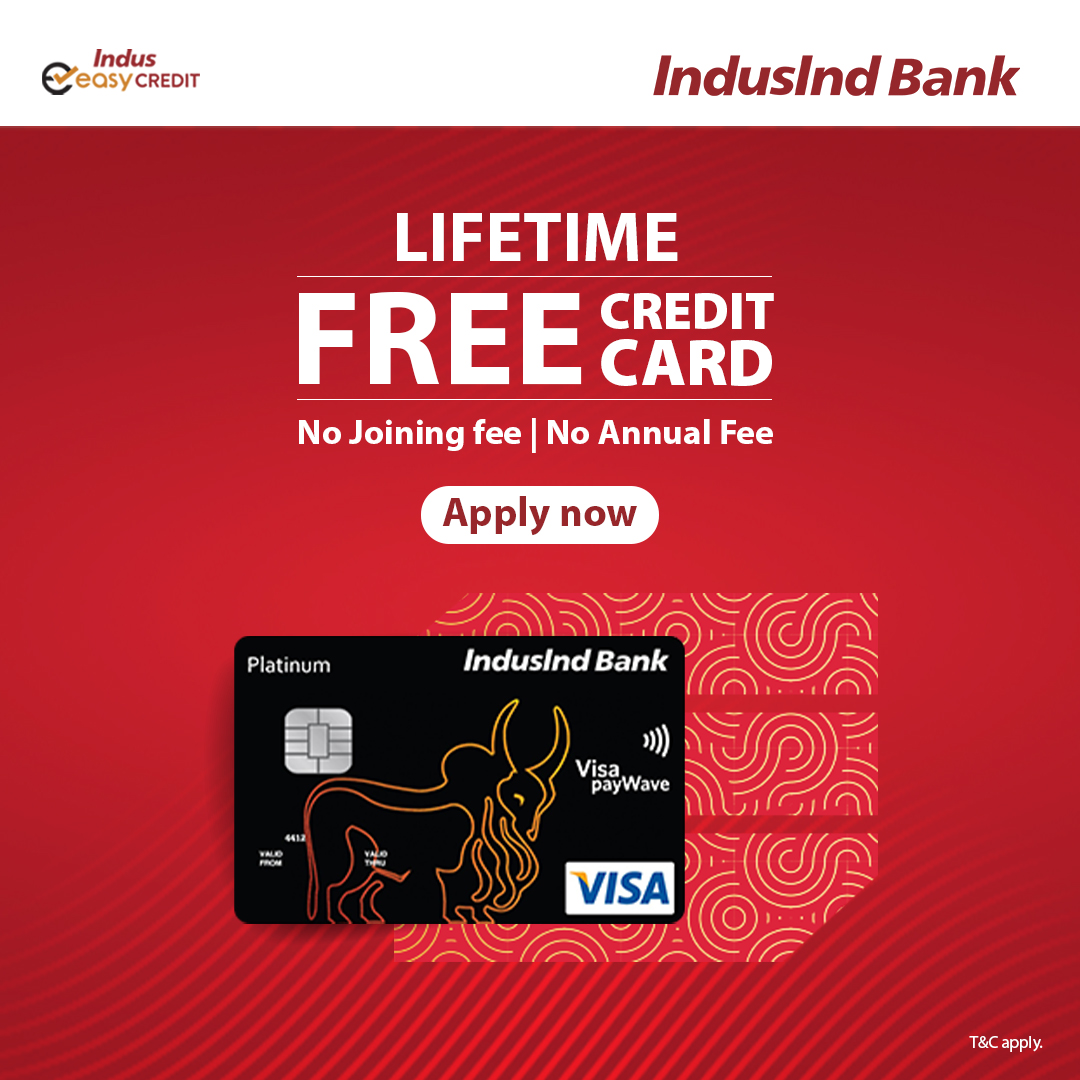 Indus
easy CREDIT
IndusInd Bank
LIFETIME
FREE CREDIT CARD
No Joining fee | No Annual Fee
Apply now
Platinum
IndusInd Bank
Visa
payWave
4412
VALID
FROM
VALID
THRU
VISA
T&C apply.